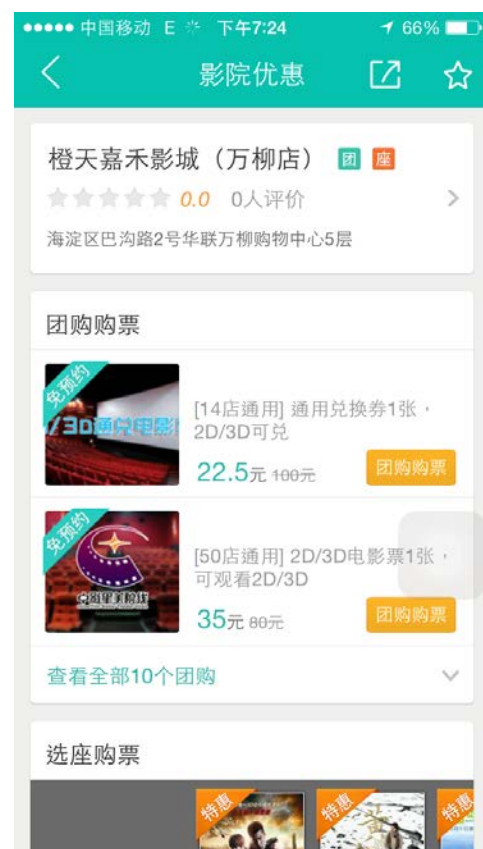 中国移动 E 下午7:24 66%
影院优惠
橙天嘉禾影城（万柳店） 团 座
0.0 0人评价
海淀区巴沟路2号华联万柳购物中心5层
团购购票
免预约
/3D通兑电影
[14店通用] 通用兑换券1张，
2D/3D可兑
22.5元 100元 团购购票
免预约
[50店通用] 2D/3D电影票1张，
可观看2D/3D
35元 80元 团购购票
查看全部10个团购
选座购票
特惠 特惠 特惠